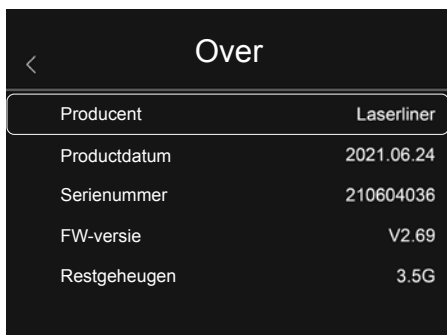 Over
Producent Laserliner
Productdatum 2021.06.24
Serienummer 210604036
FW-versie V2.69
Restgeheugen 3.5G